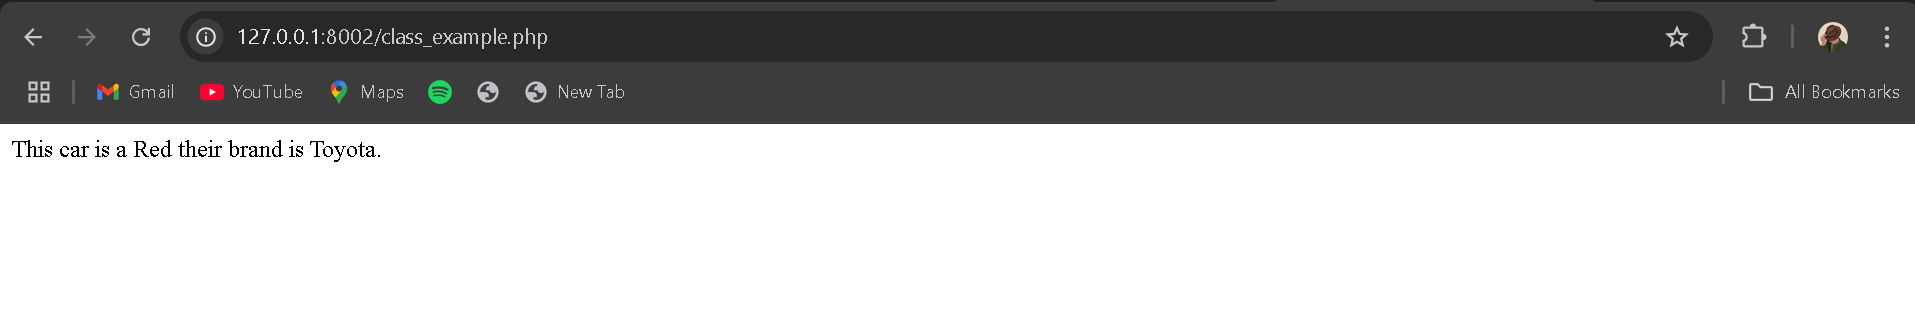 127.0.0.1:8002/class_example.php
Gmail YouTube Maps New Tab All Bookmarks
This car is a Red their brand is Toyota.